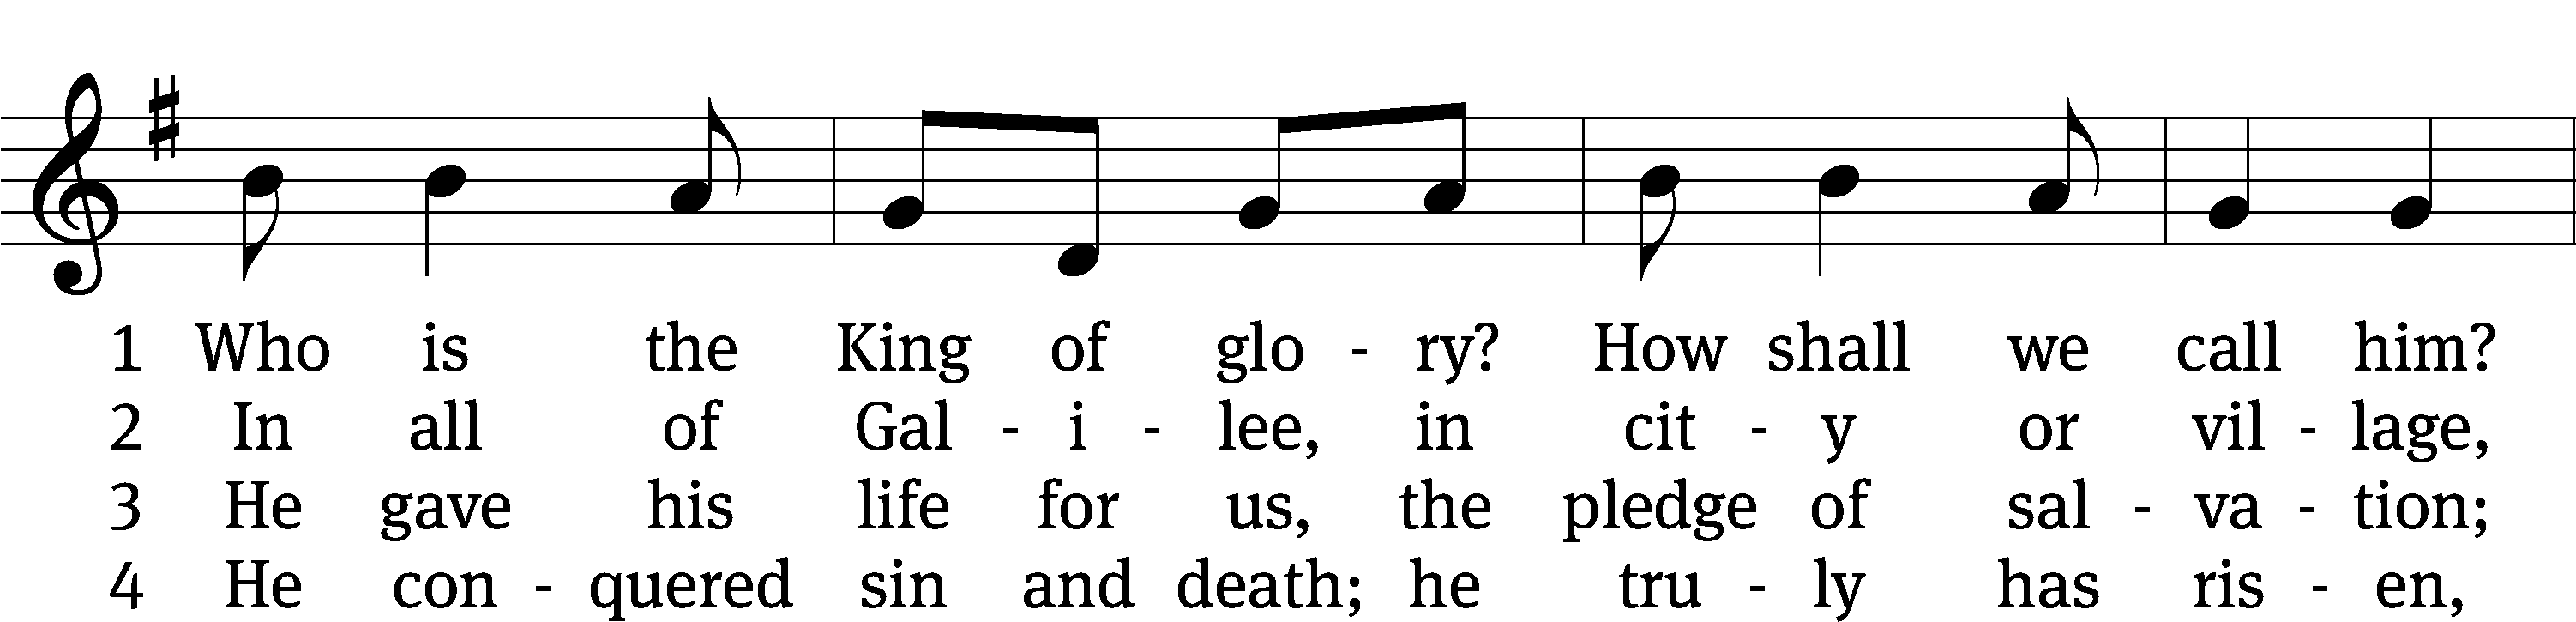 1 Who is the King of glo - ry? How shall we call him?
2 In all of Gal - i - lee, in cit - y or vil - lage,
3 He gave his life for us, the pledge of sal - va - tion;
4 He con - quered sin and death; he tru - ly has ris - en,